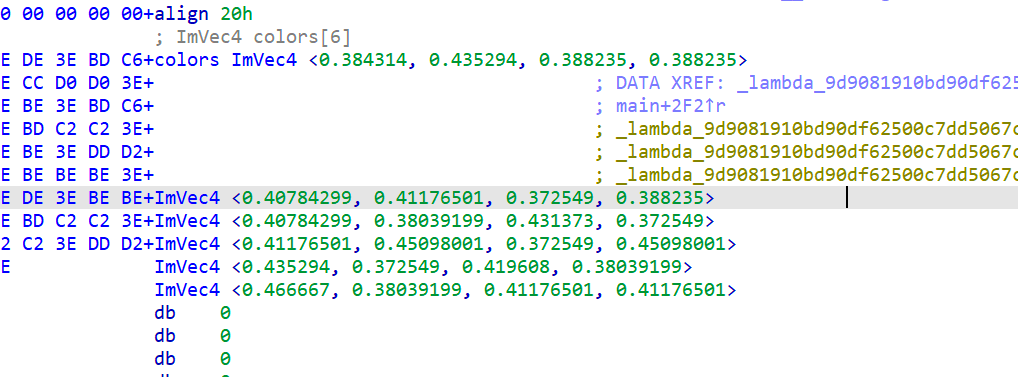 0 00 00 00 00 00+align 20h
; ImVec4 colors[6]
E DE 3E BD C6+colors ImVec4 <0.384314, 0.435294, 0.388235, 0.388235>
E CC D0 D0 3E+ ; DATA XREF: _lambda_9d9081910bd90df625
E BE 3E BD C6+ ; main+2F2↑r
E BD C2 C2 3E+ ; _lambda_9d9081910bd90df62500c7dd5067c
E BE 3E DD D2+ ; _lambda_9d9081910bd90df62500c7dd5067c
E BE BE BE 3E+ ; _lambda_9d9081910bd90df62500c7dd5067c
E DE 3E BE BE+ImVec4 <0.40784299, 0.41176501, 0.372549, 0.388235>
E BD C2 C2 3E+ImVec4 <0.40784299, 0.38039199, 0.431373, 0.372549>
2 C2 3E DD D2+ImVec4 <0.41176501, 0.45098001, 0.372549, 0.45098001>
E ImVec4 <0.435294, 0.372549, 0.419608, 0.38039199>
ImVec4 <0.466667, 0.38039199, 0.41176501, 0.41176501>
db 0
db 0
db 0